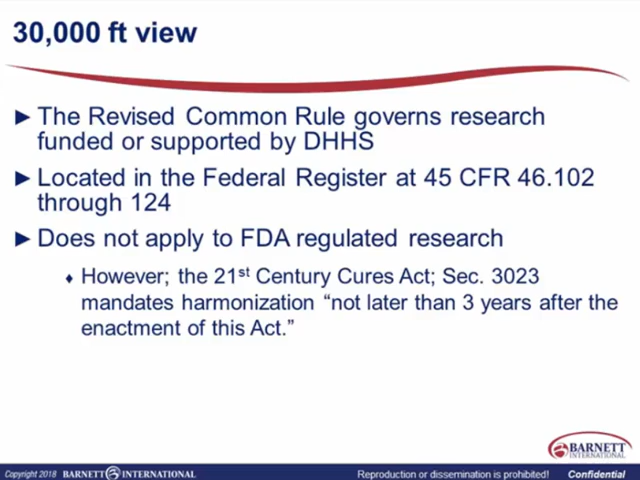 30,000 ft view
► The Revised Common Rule governs research
funded or supported by DHHS
► Located in the Federal Register at 45 CFR 46.102
through 124
► Does not apply to FDA regulated research
♦ However; the 21st Century Cures Act; Sec. 3023
mandates harmonization “not later than 3 years after the
enactment of this Act.”
BARNETT
INTERNATIONAL
Copyright 2018 BARNETT INTERNATIONAL
Reproduction or dissemination is prohibited! Confidential